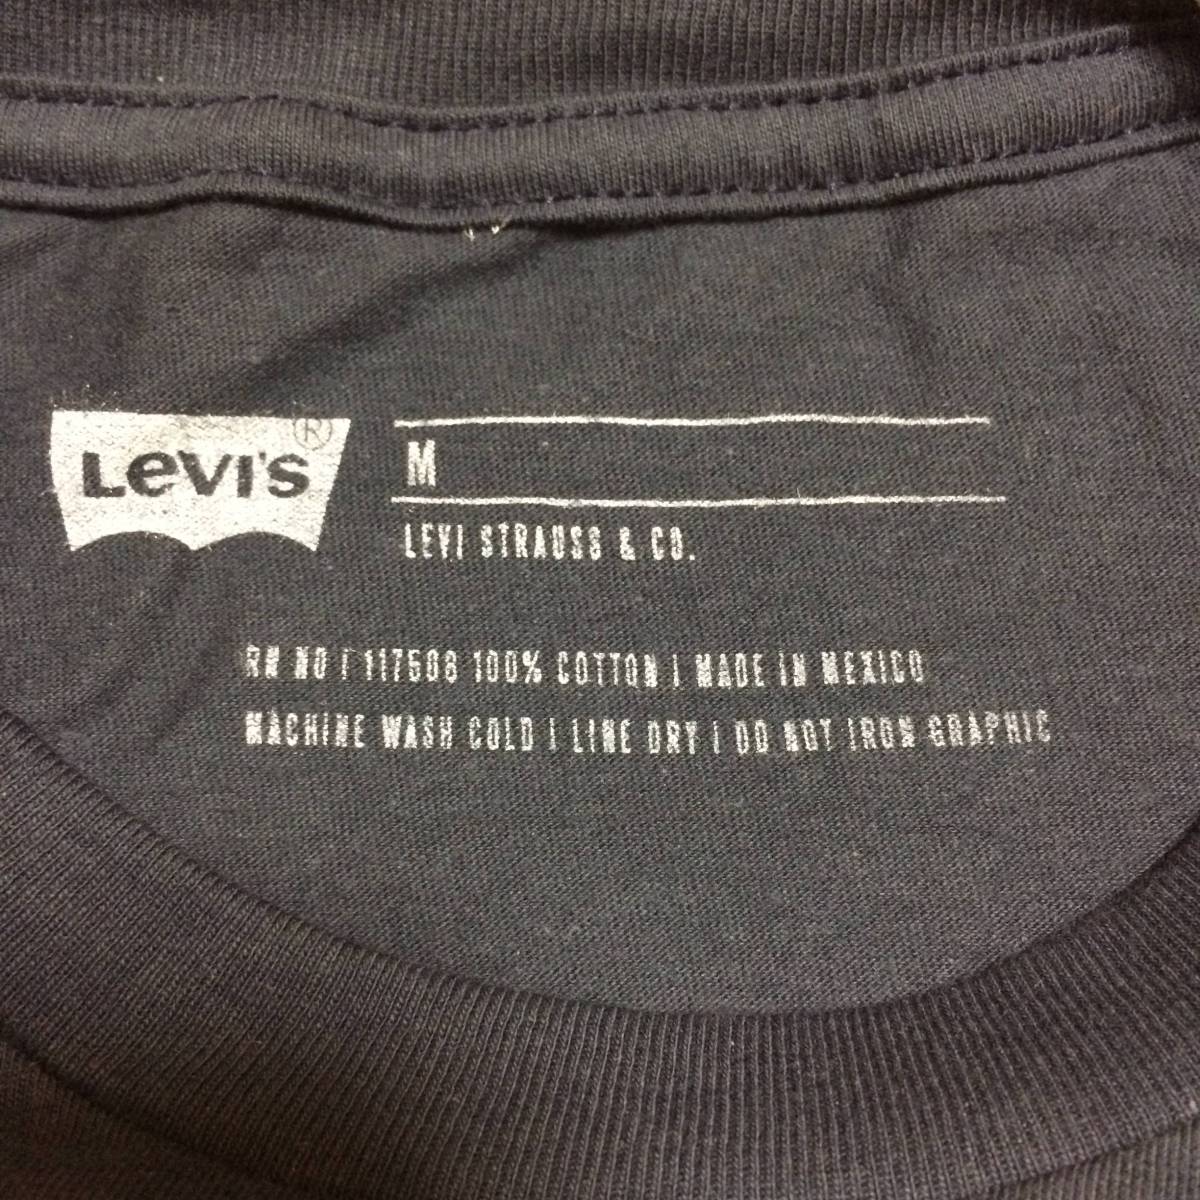 LEVI'S ®
M
LEVI STRAUSS & CO.
RN NO | 117508 100% COTTON | MADE IN MEXICO
MACHINE WASH COLD | LINE DRY | DO NOT IRON GRAPHIC